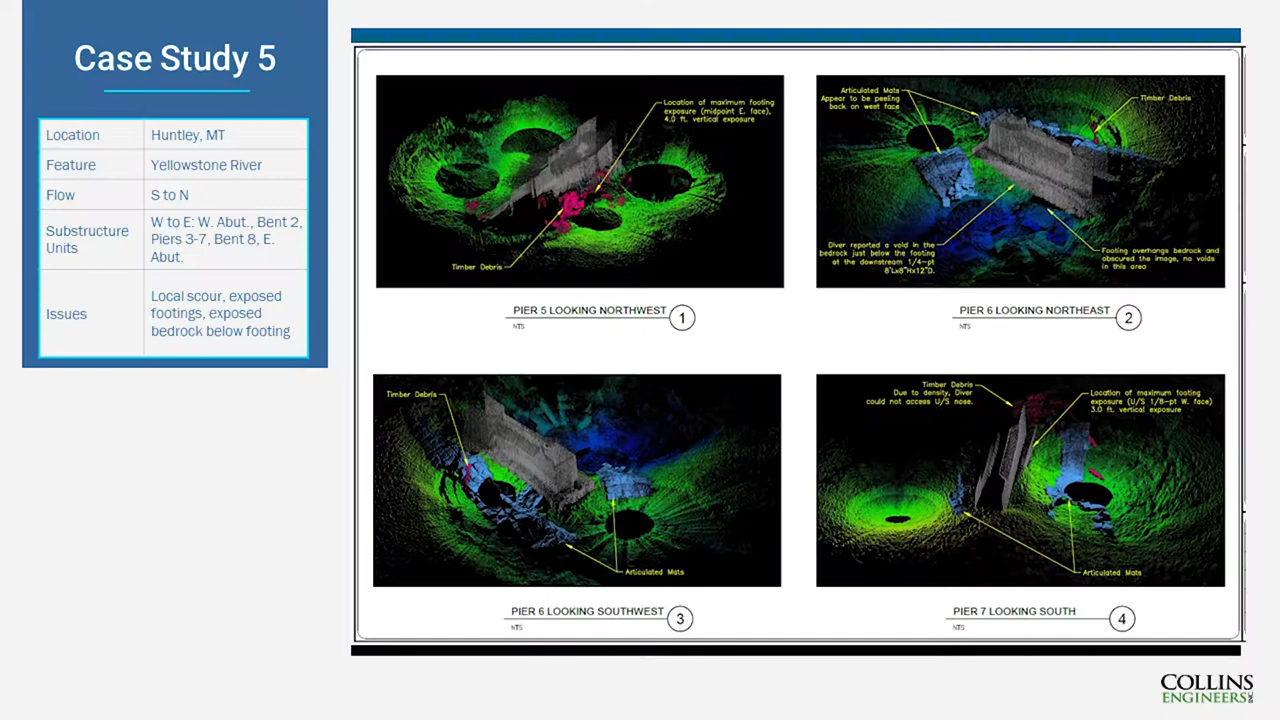 Case Study 5
Location Huntley, MT
Feature Yellowstone River
Flow S to N
Substructure Units
W to E: W. Abut., Bent 2,
Piers 3-7, Bent 8, E.
Abut.
Issues
Local scour, exposed
footings, exposed
bedrock below footing
Location of maximum footing
exposure (midpoint E. face),
4.0 ft. vertical exposure
Timber Debris
PIER 5 LOOKING NORTHWEST 1
NTS
Articulated Mats
Appear to be peeling
back on west face
Timber Debris
Diver reported a void in the
bedrock just below the footing
at the downstream 1/4-pt
8"Lx8"Hx12"D.
Footing overhangs bedrock and
obscured the image, no voids
in this area
PIER 6 LOOKING NORTHEAST 2
NTS
Timber Debris
Articulated Mats
PIER 6 LOOKING SOUTHWEST 3
NTS
Timber Debris
Due to density, Diver
could not access U/S nose.
Location of maximum footing
exposure (U/S 1/8-pt W. face)
3.0 ft. vertical exposure
Articulated Mats
PIER 7 LOOKING SOUTH 4
NTS
COLLINS
ENGINEERS INC